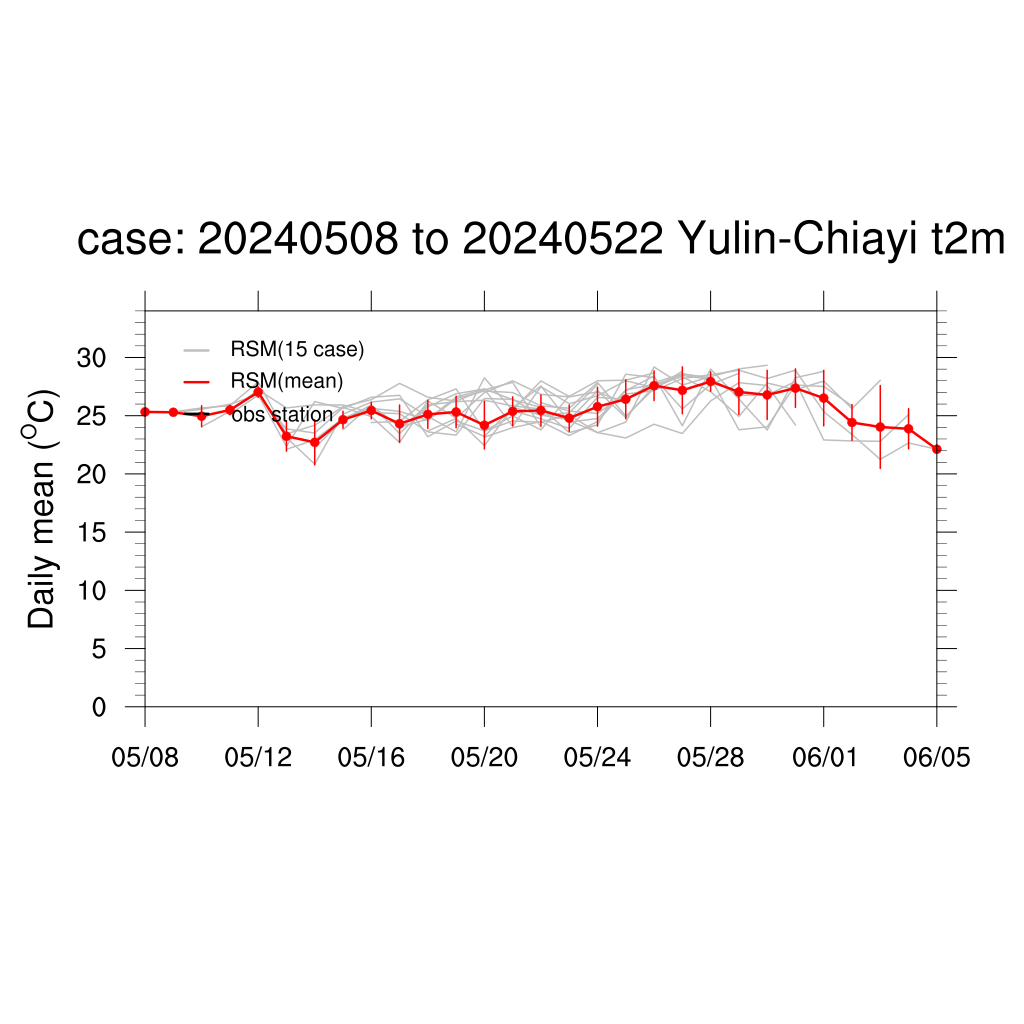 case: 20240508 to 20240522 Yulin-Chiayi t2m
RSM(15 case)
RSM(mean)
obs station
Daily mean (°C)
30
25
20
15
10
5
0
05/08 05/12 05/16 05/20 05/24 05/28 06/01 06/05